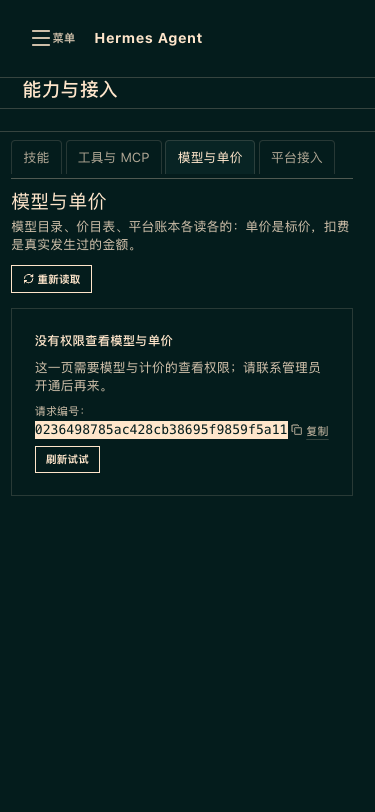 菜单
Hermes Agent
能力与接入
技能
工具与 MCP
模型与单价
平台接入
模型与单价
模型目录、价目表、平台账本各读各的：单价是标价，扣费
是真实发生过的金额。
重新读取
没有权限查看模型与单价
这一页需要模型与计价的查看权限；请联系管理员
开通后再来。
请求编号：
0236498785ac428cb38695f9859f5a11
复制
刷新试试